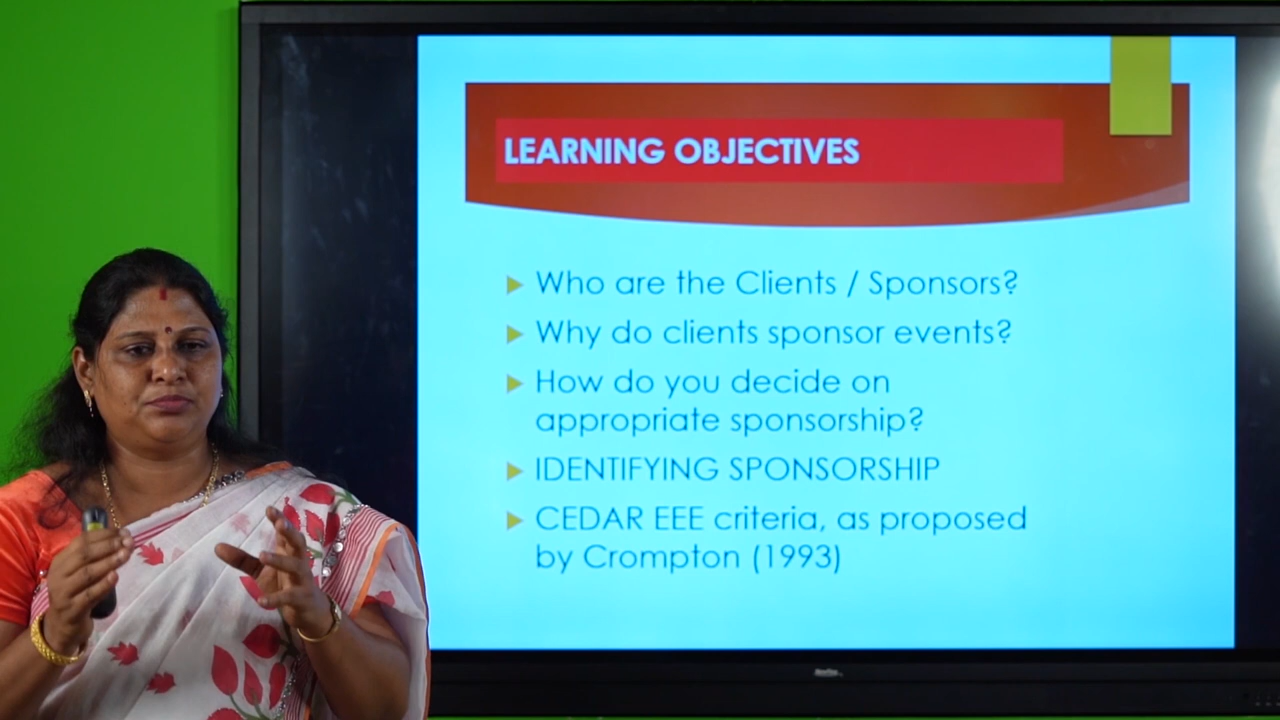 LEARNING OBJECTIVES
Who are the Clients / Sponsors?
Why do clients sponsor events?
How do you decide on
appropriate sponsorship?
IDENTIFYING SPONSORSHIP
CEDAR EEE criteria, as proposed
by Crompton (1993)